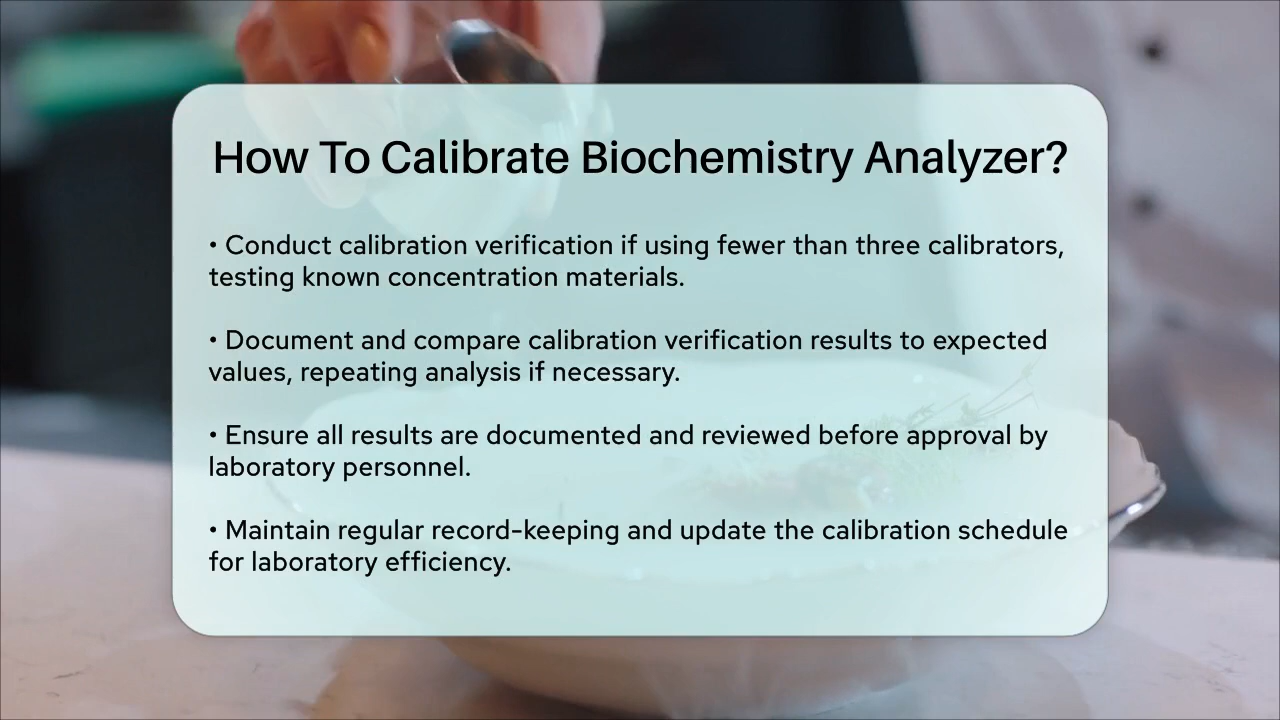 How To Calibrate Biochemistry Analyzer?
• Conduct calibration verification if using fewer than three calibrators,
testing known concentration materials.
• Document and compare calibration verification results to expected
values, repeating analysis if necessary.
• Ensure all results are documented and reviewed before approval by
laboratory personnel.
• Maintain regular record-keeping and update the calibration schedule
for laboratory efficiency.